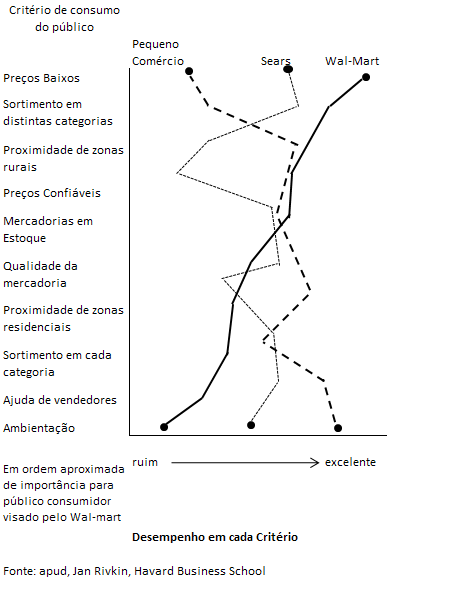 Critério de consumo
do público
Pequeno
Comércio
Sears
Wal-Mart
Preços Baixos
Sortimento em
distintas categorias
Proximidade de zonas
rurais
Preços Confiáveis
Mercadorias em
Estoque
Qualidade da
mercadoria
Proximidade de zonas
residenciais
Sortimento em cada
categoria
Ajuda de vendedores
Ambientação
ruim
excelente
Em ordem aproximada
de importância para
público consumidor
visado pelo Wal-mart
Desempenho em cada Critério
Fonte: apud, Jan Rivkin, Havard Business School